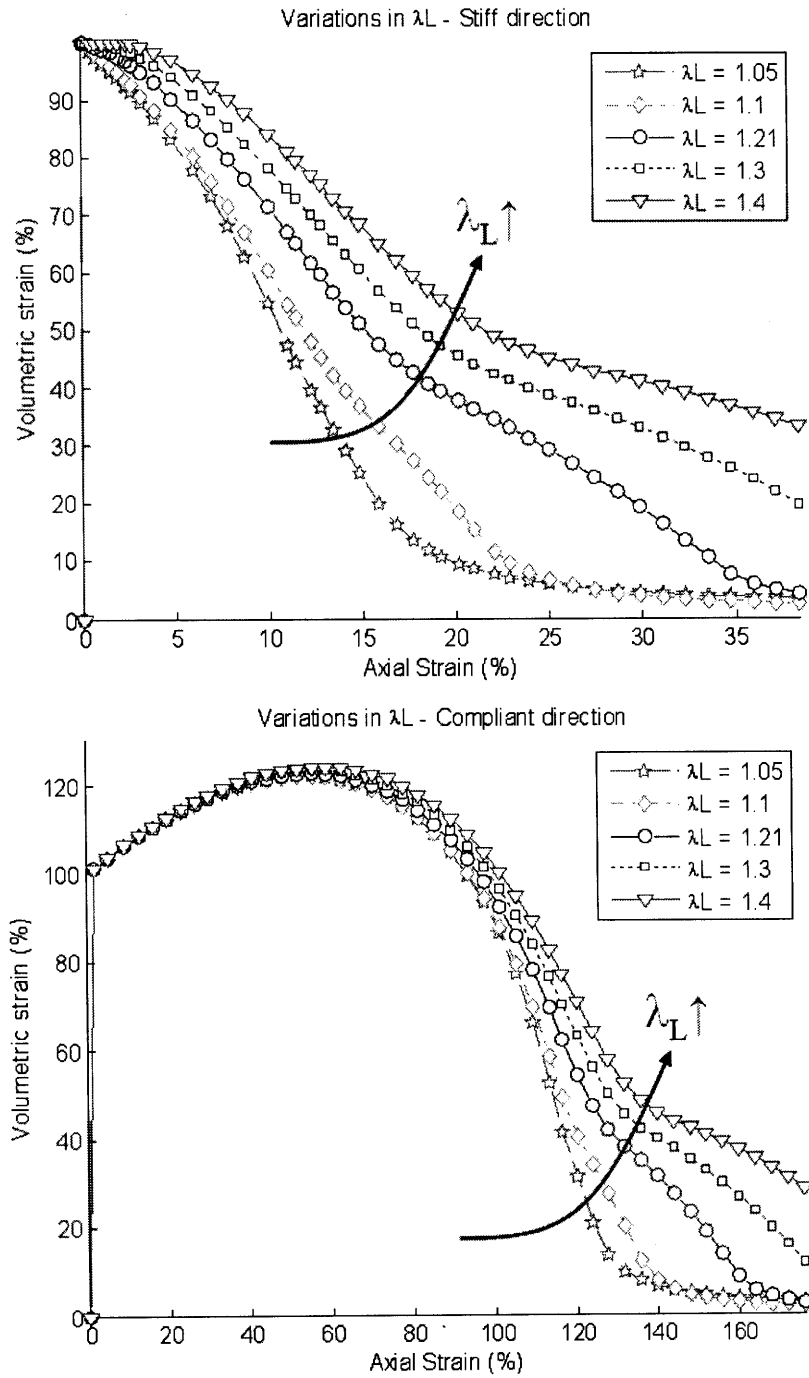 Variations in λL - Stiff direction
λL = 1.05
λL = 1.1
λL = 1.21
λL = 1.3
λL = 1.4
90
80
70
60
50
40
30
20
10
0
λL↑
Volumetric strain (%)
0 5 10 15 20 25 30 35
Axial Strain (%)
Variations in λL - Compliant direction
λL = 1.05
λL = 1.1
λL = 1.21
λL = 1.3
λL = 1.4
120
100
80
60
40
20
0
λL↑
Volumetric strain (%)
0 20 40 60 80 100 120 140 160
Axial Strain (%)